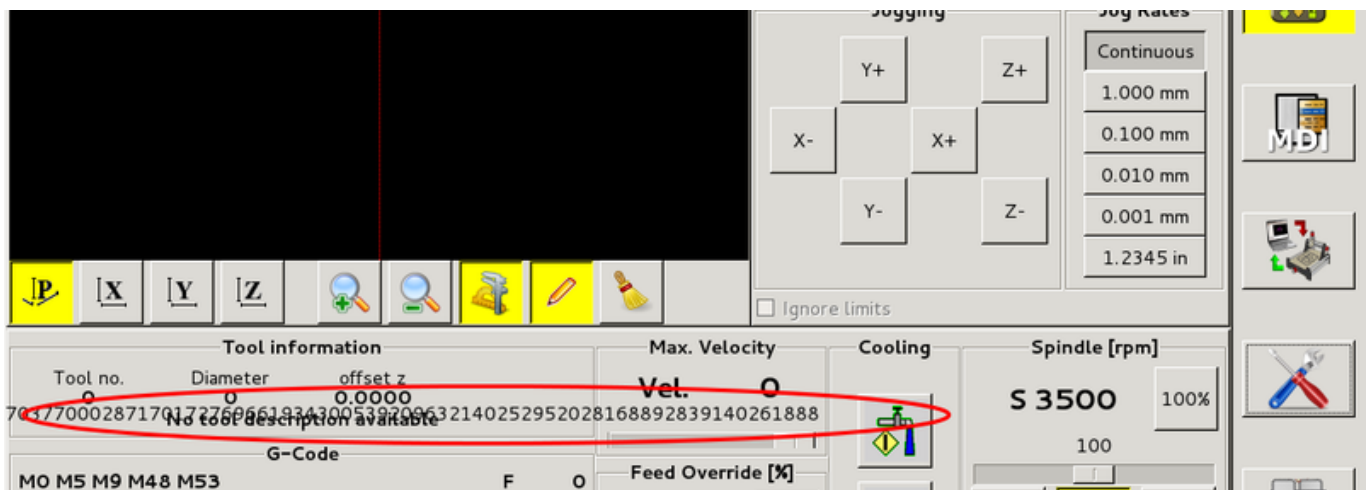 Jogging
Jog Rates
Continuous
Y+
Z+
1.000 mm
X-
X+
0.100 mm
MDI
0.010 mm
Y-
Z-
0.001 mm
1.2345 in
P
X
Y
Z
Ignore limits
Tool information
Max. Velocity
Cooling
Spindle [rpm]
Tool no.
Diameter
offset z
0
0
0.0000
Vel. 0
S 3500
100%
No tool description available
100
G-Code
M0 M5 M9 M48 M53
F 0
Feed Override [%]